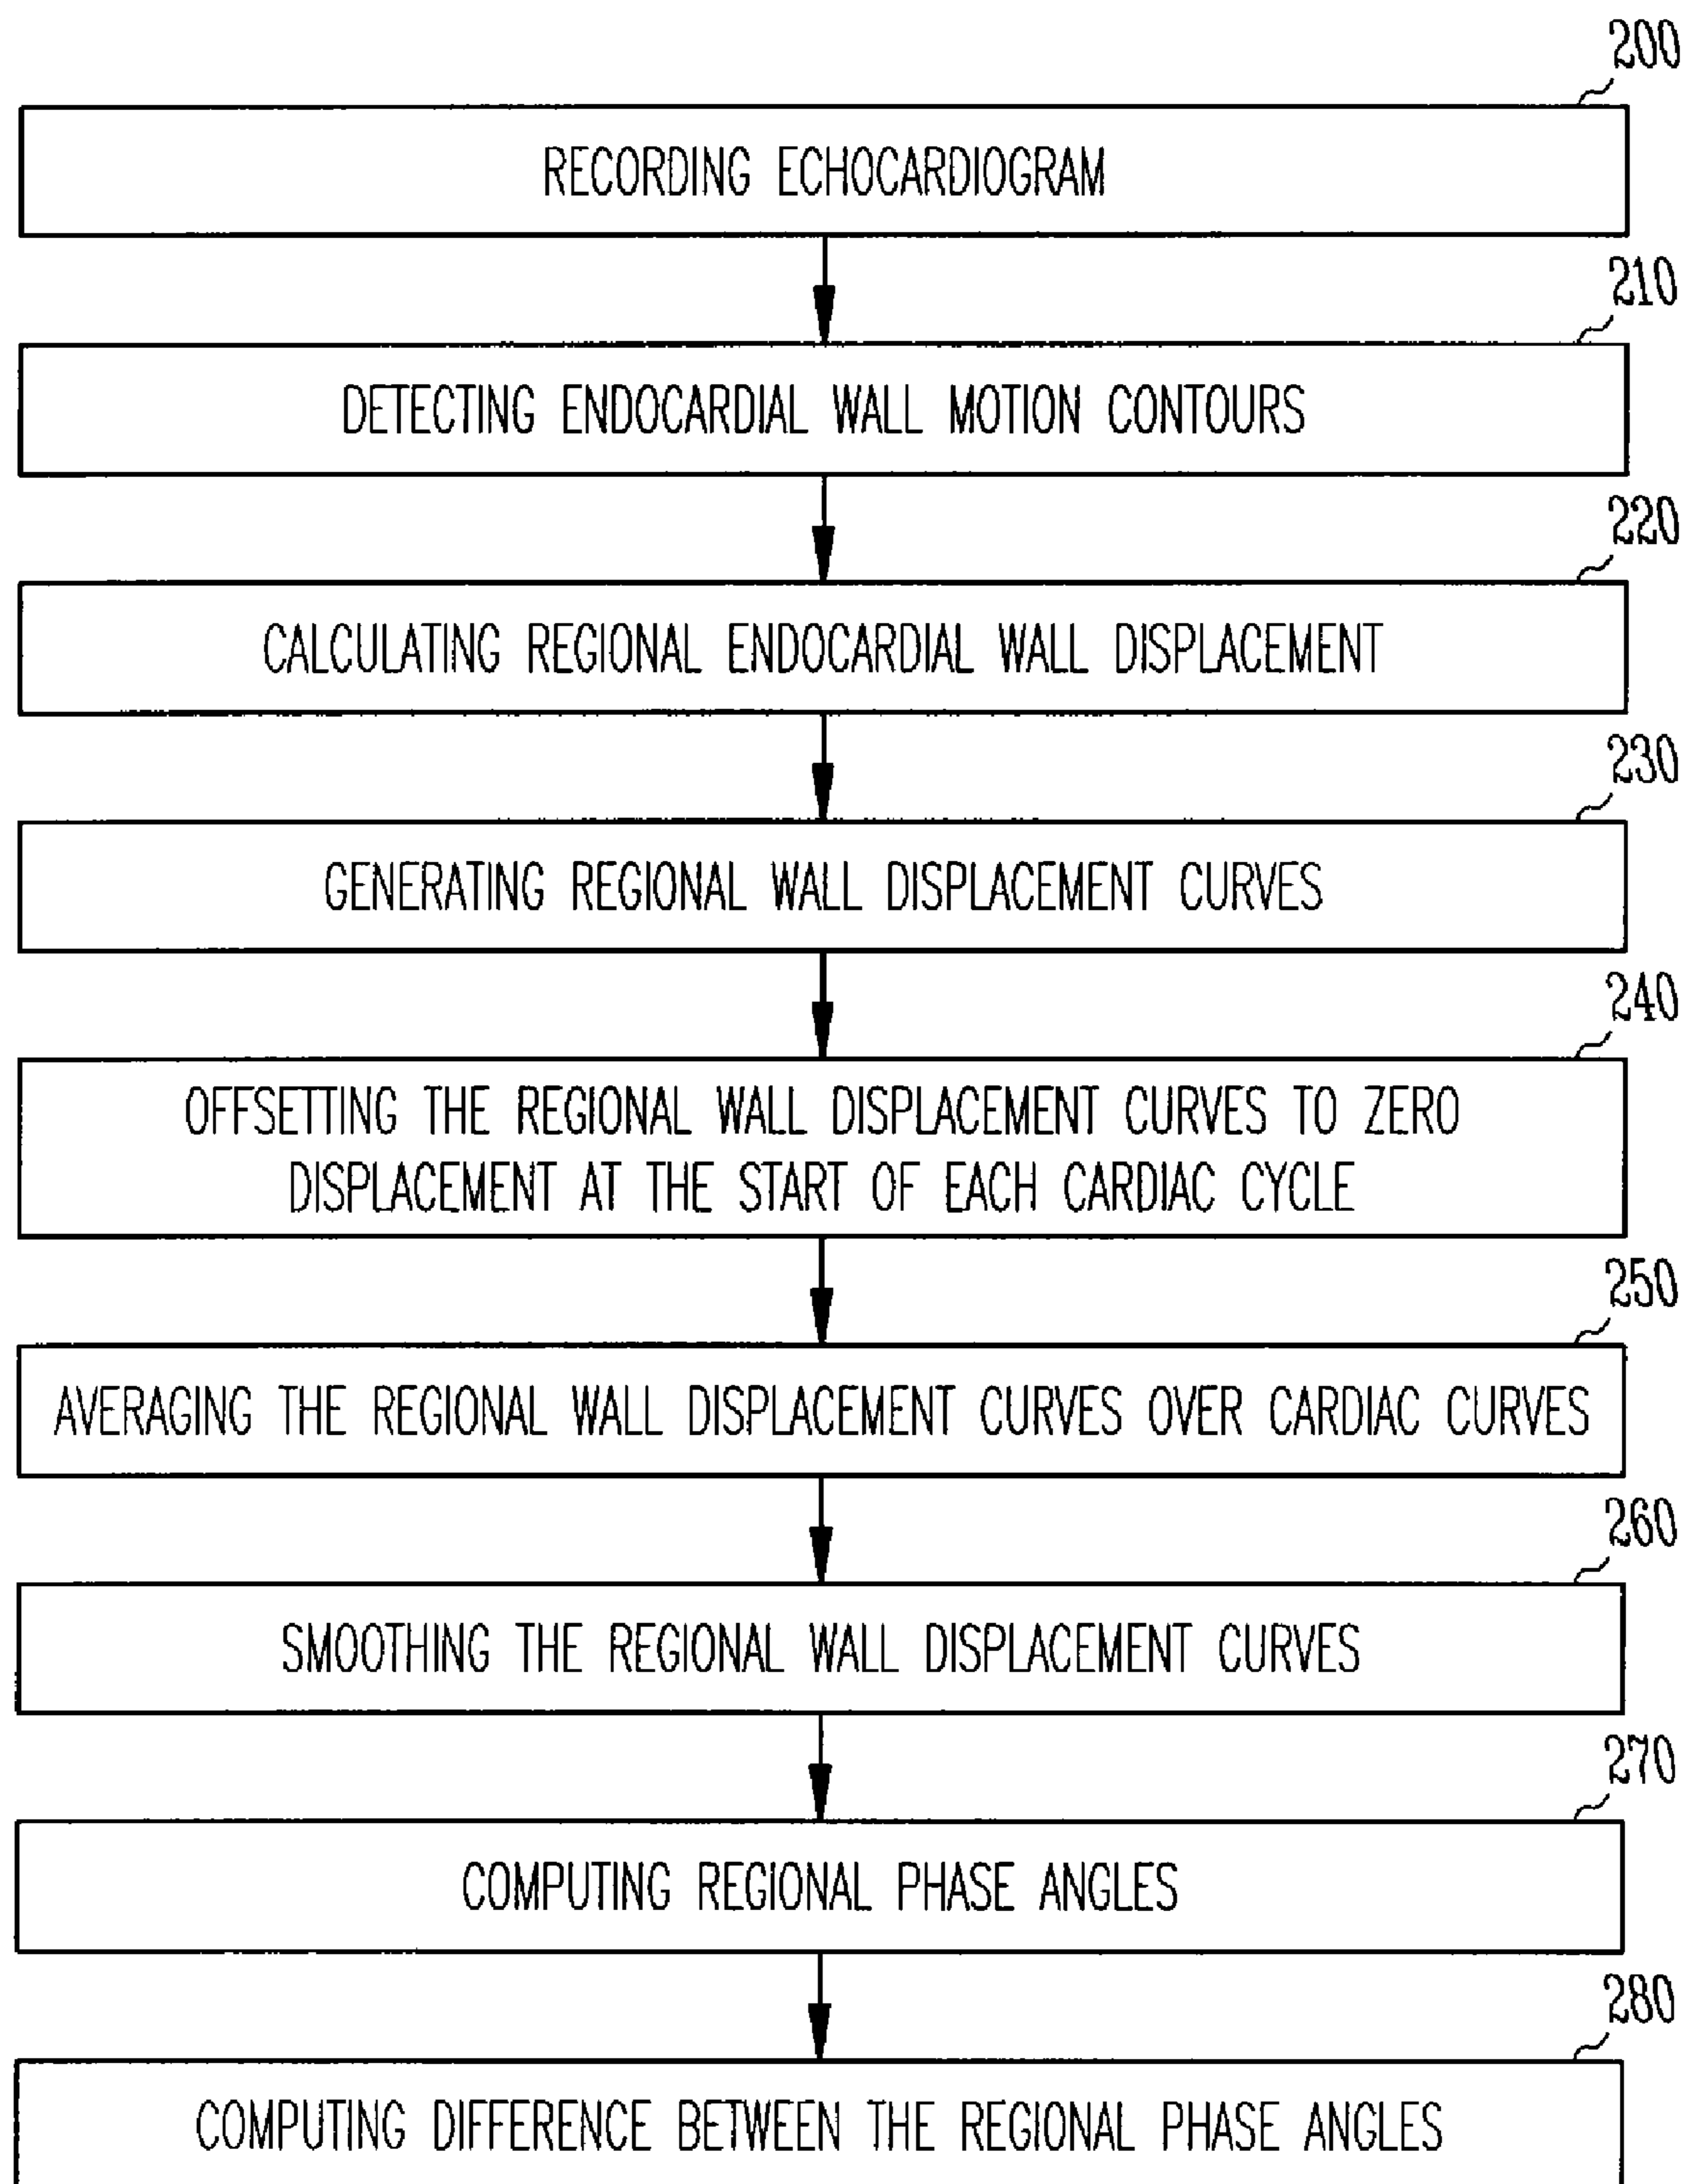 200
RECORDING ECHOCARDIOGRAM
210
DETECTING ENDOCARDIAL WALL MOTION CONTOURS
220
CALCULATING REGIONAL ENDOCARDIAL WALL DISPLACEMENT
230
GENERATING REGIONAL WALL DISPLACEMENT CURVES
240
OFFSETTING THE REGIONAL WALL DISPLACEMENT CURVES TO ZERO
DISPLACEMENT AT THE START OF EACH CARDIAC CYCLE
250
AVERAGING THE REGIONAL WALL DISPLACEMENT CURVES OVER CARDIAC CURVES
260
SMOOTHING THE REGIONAL WALL DISPLACEMENT CURVES
270
COMPUTING REGIONAL PHASE ANGLES
280
COMPUTING DIFFERENCE BETWEEN THE REGIONAL PHASE ANGLES